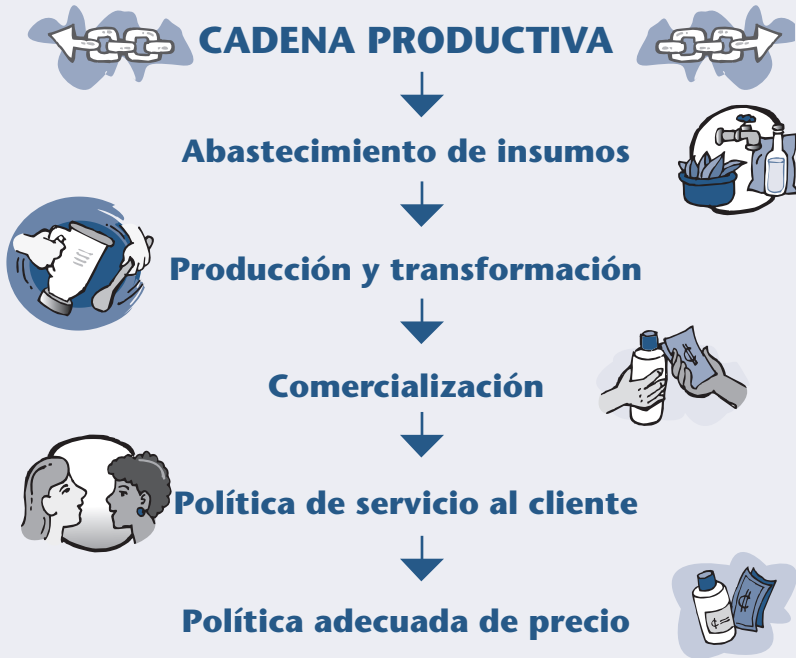 CADENA PRODUCTIVA
Abastecimiento de insumos
Producción y transformación
Comercialización
Política de servicio al cliente
Política adecuada de precio